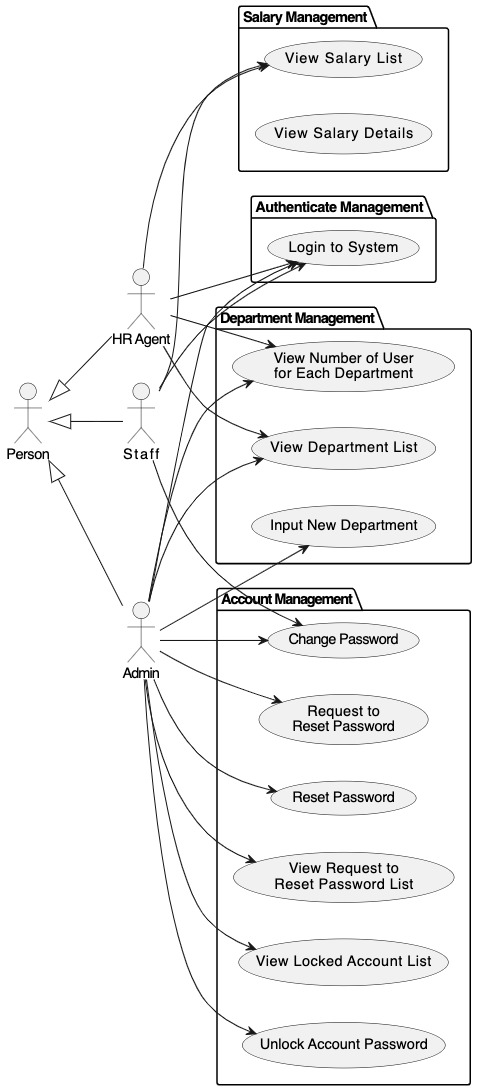 Salary Management
View Salary List
View Salary Details
Authenticate Management
Login to System
HR Agent
Department Management
View Number of User
for Each Department
Person
Staff
View Department List
Input New Department
Account Management
Change Password
Admin
Request to
Reset Password
Reset Password
View Request to
Reset Password List
View Locked Account List
Unlock Account Password